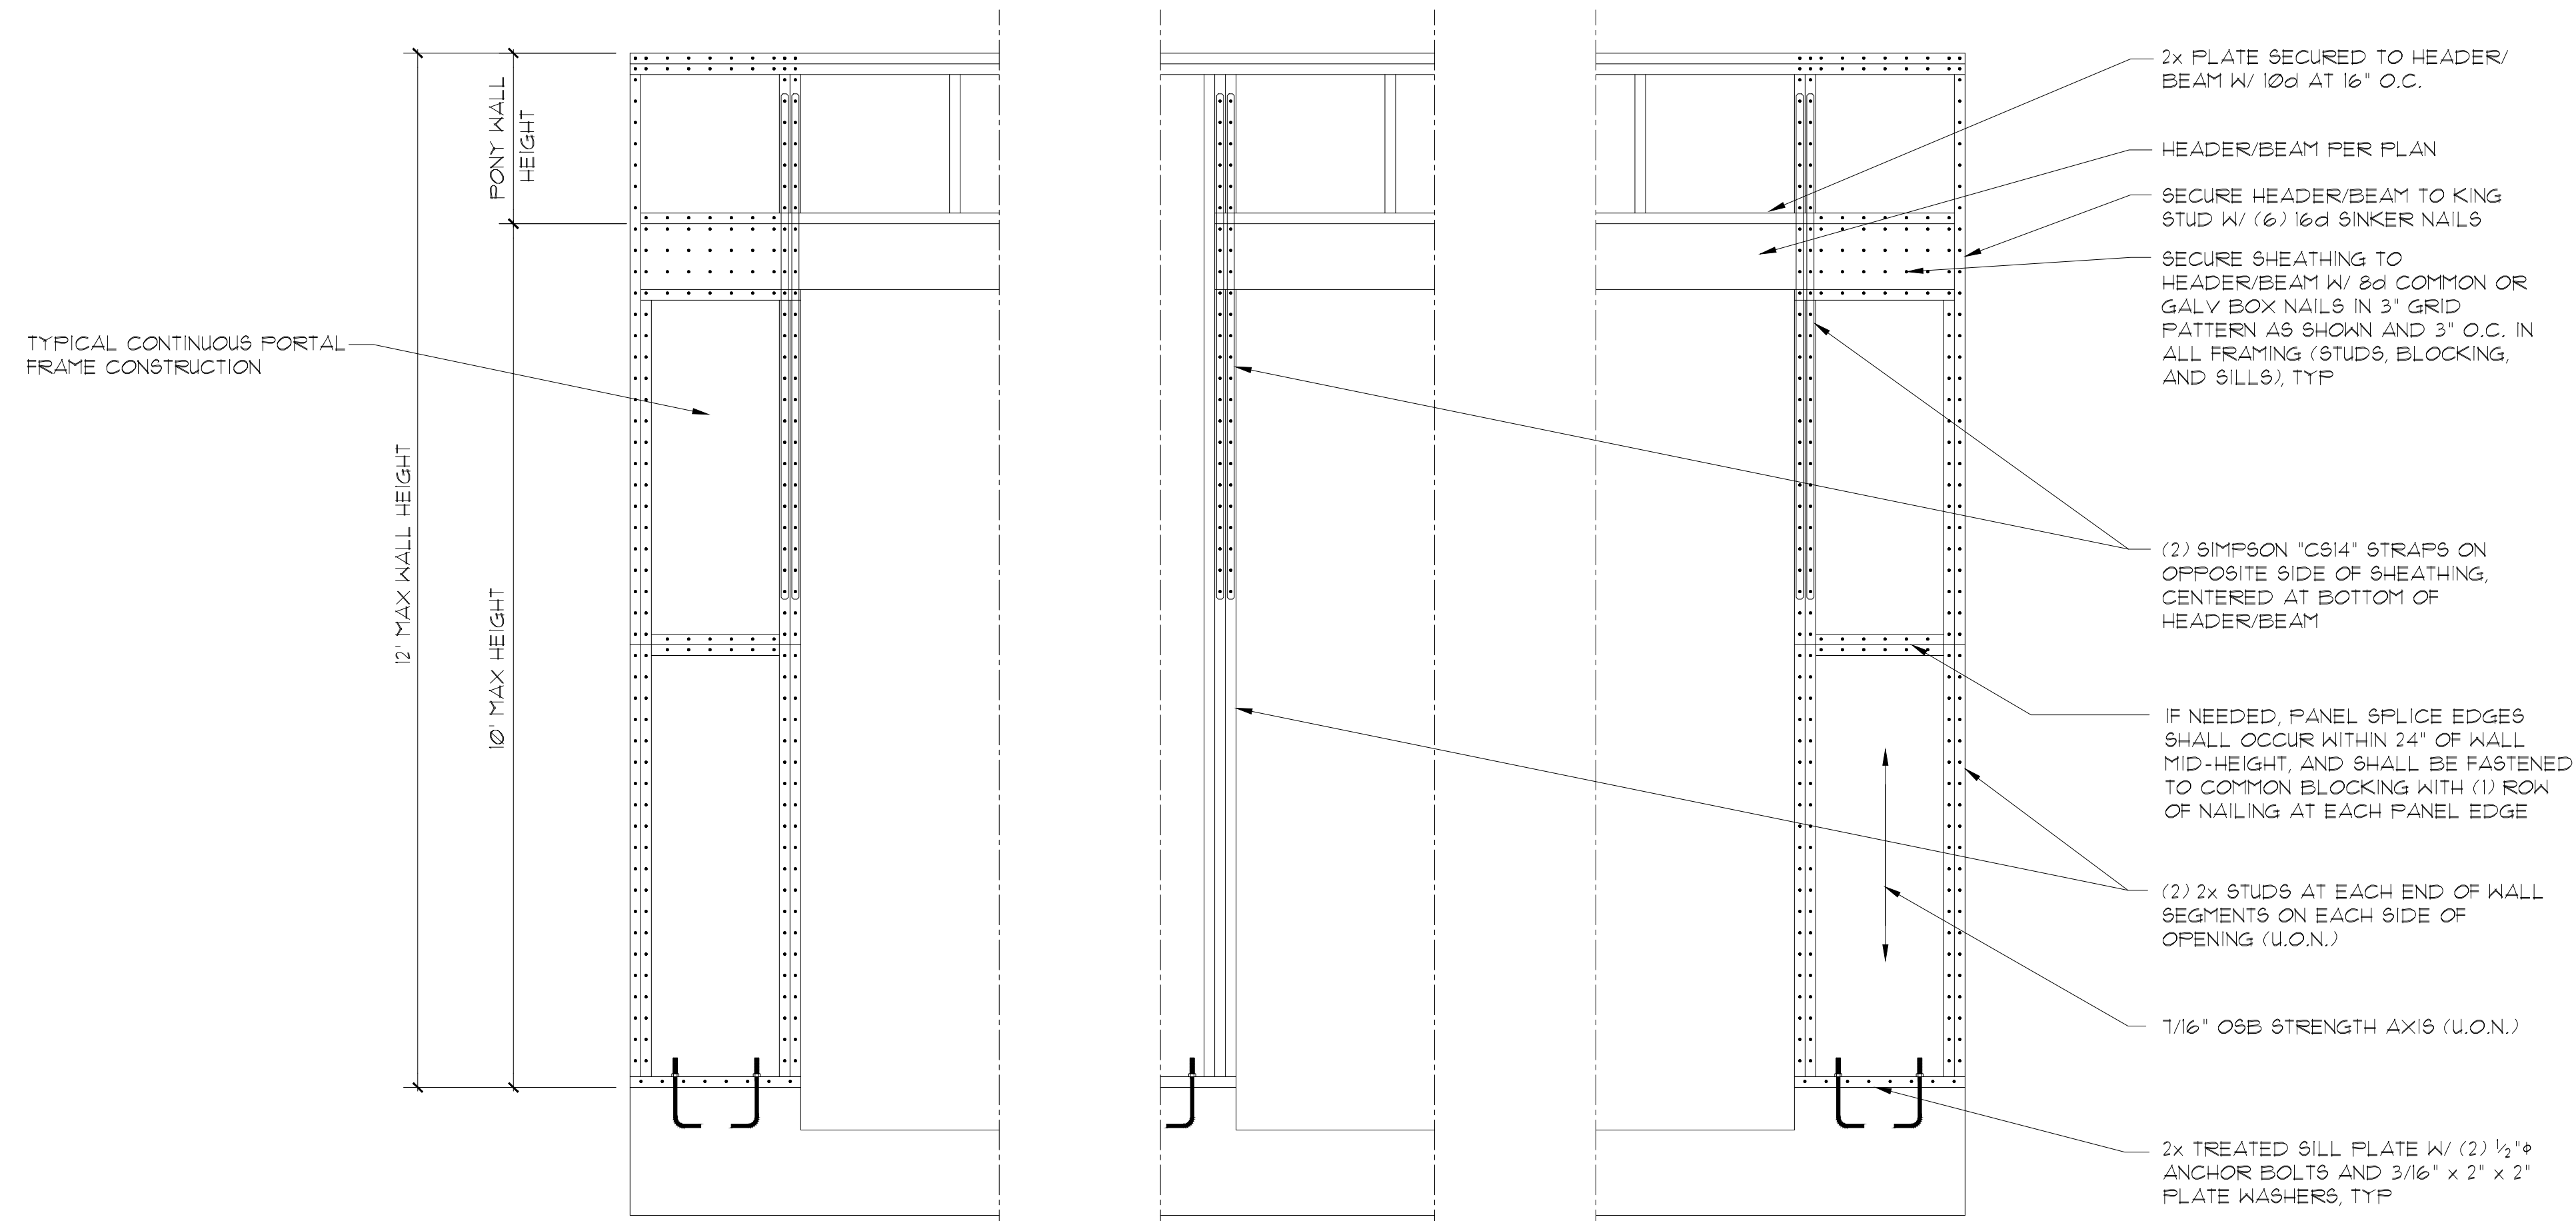 2x PLATE SECURED TO HEADER/
BEAM W/ 10d AT 16" O.C.
PONY WALL
HEIGHT
HEADER/BEAM PER PLAN
SECURE HEADER/BEAM TO KING
STUD W/ (6) 16d SINKER NAILS
SECURE SHEATHING TO
HEADER/BEAM W/ 8d COMMON OR
GALV BOX NAILS IN 3" GRID
PATTERN AS SHOWN AND 3" O.C. IN
ALL FRAMING (STUDS, BLOCKING,
AND SILLS), TYP
TYPICAL CONTINUOUS PORTAL
FRAME CONSTRUCTION
12' MAX WALL HEIGHT
10' MAX HEIGHT
(2) SIMPSON "CS14" STRAPS ON
OPPOSITE SIDE OF SHEATHING,
CENTERED AT BOTTOM OF
HEADER/BEAM
IF NEEDED, PANEL SPLICE EDGES
SHALL OCCUR WITHIN 24" OF WALL
MID-HEIGHT, AND SHALL BE FASTENED
TO COMMON BLOCKING WITH (1) ROW
OF NAILING AT EACH PANEL EDGE
(2) 2x STUDS AT EACH END OF WALL
SEGMENTS ON EACH SIDE OF
OPENING (U.O.N.)
7/16" OSB STRENGTH AXIS (U.O.N.)
2x TREATED SILL PLATE W/ (2) ½"φ
ANCHOR BOLTS AND 3/16" x 2" x 2"
PLATE WASHERS, TYP